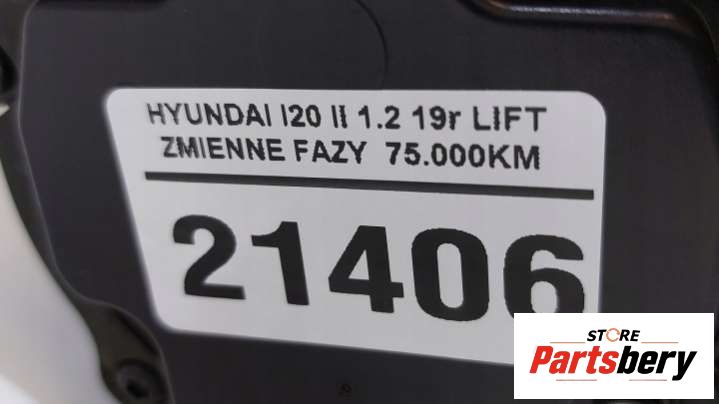 HYUNDAI I20 II 1.2 19r LIFT
ZMIENNE FAZY 75.000KM
21406
STORE
Partsbery